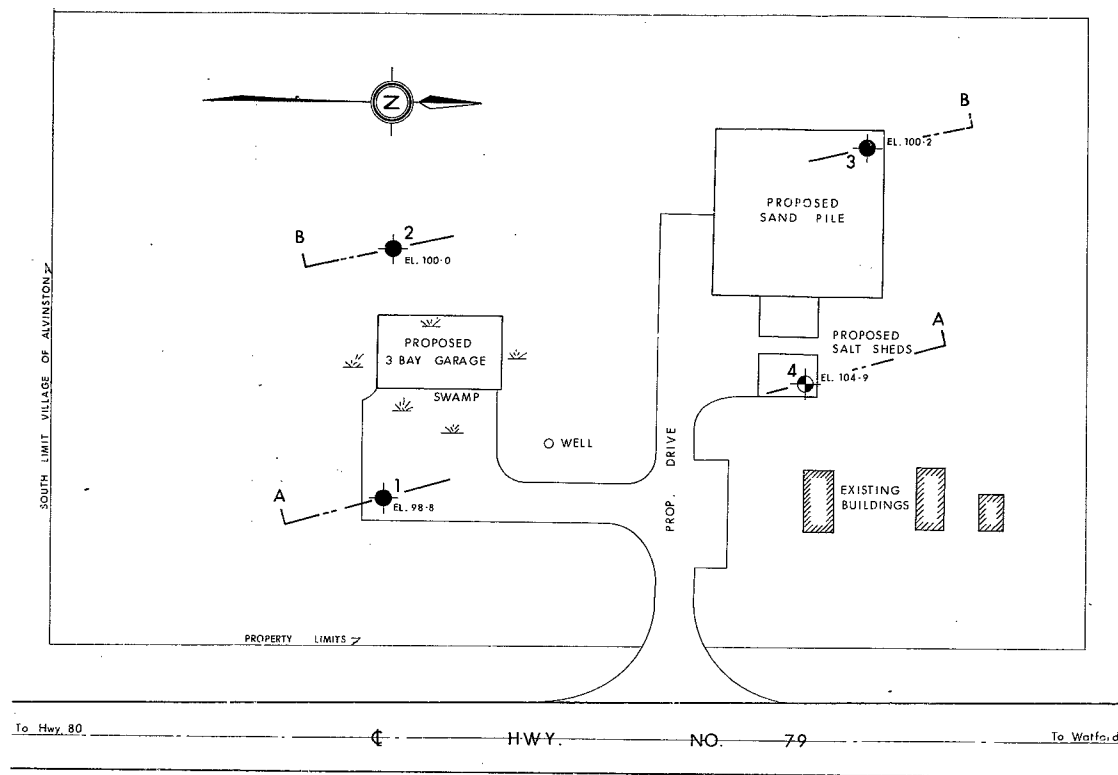 N
B
3
EL. 100·2
PROPOSED
SAND PILE
B
2
EL. 100·0
SOUTH LIMIT VILLAGE OF ALVINSTON
PROPOSED
3 BAY GARAGE
SWAMP
A
PROPOSED
SALT SHEDS
4
EL. 104·9
WELL
PROP. DRIVE
A
1
EL. 98·8
EXISTING
BUILDINGS
PROPERTY LIMITS
To Hwy. 80
℄ HWY. NO. 79
To Watford